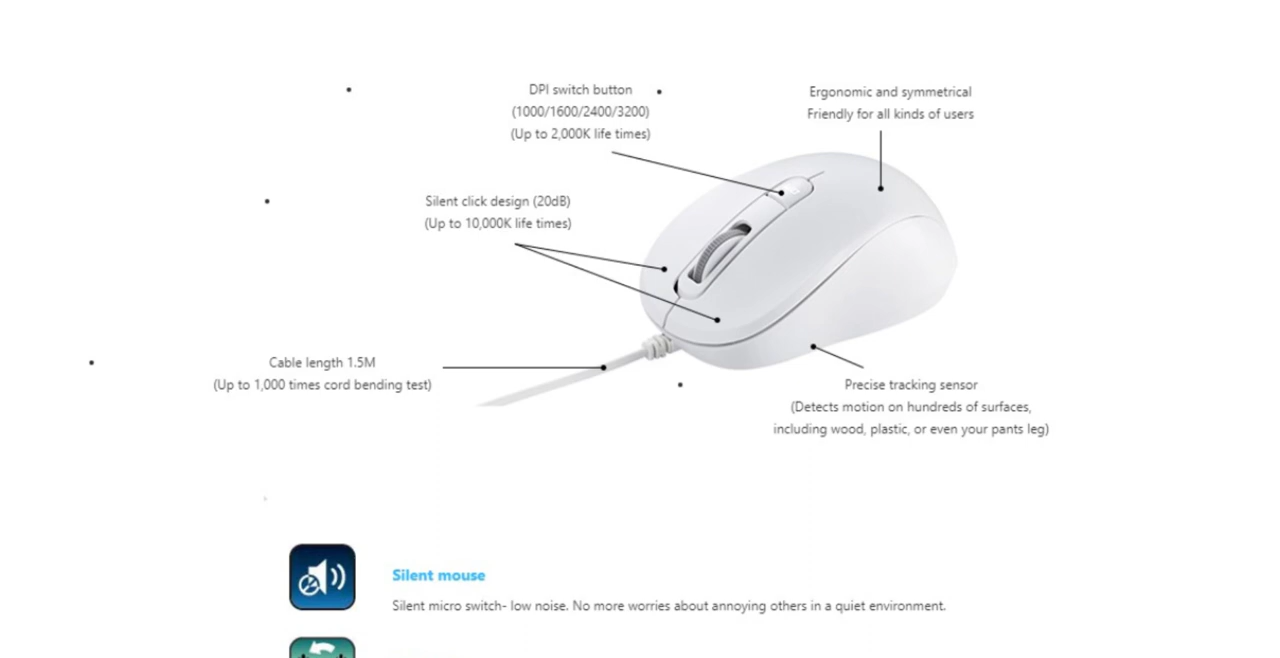 DPI switch button
(1000/1600/2400/3200)
(Up to 2,000K life times)
Ergonomic and symmetrical
Friendly for all kinds of users
Silent click design (20dB)
(Up to 10,000K life times)
Cable length 1.5M
(Up to 1,000 times cord bending test)
Precise tracking sensor
(Detects motion on hundreds of surfaces,
including wood, plastic, or even your pants leg)
Silent mouse
Silent micro switch- low noise. No more worries about annoying others in a quiet environment.